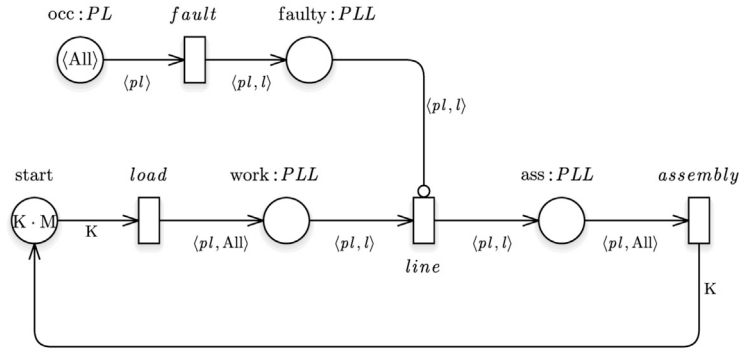 occ : PL
fault
faulty : PLL
⟨All⟩
⟨pl⟩
⟨pl, l⟩
⟨pl, l⟩
start
load
work : PLL
ass : PLL
assembly
K · M
K
⟨pl, All⟩
⟨pl, l⟩
⟨pl, l⟩
⟨pl, All⟩
line
K